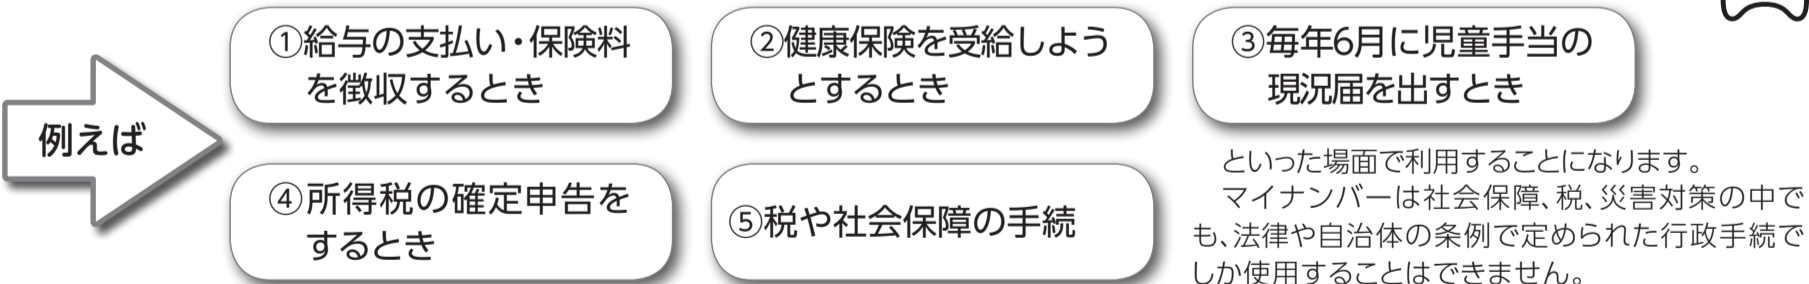 例えば
①給与の支払い・保険料
を徴収するとき
②健康保険を受給しよう
とするとき
③毎年6月に児童手当の
現況届を出すとき
④所得税の確定申告を
するとき
⑤税や社会保障の手続
といった場面で利用することになります。
マイナンバーは社会保障、税、災害対策の中で
も、法律や自治体の条例で定められた行政手続で
しか使用することはできません。